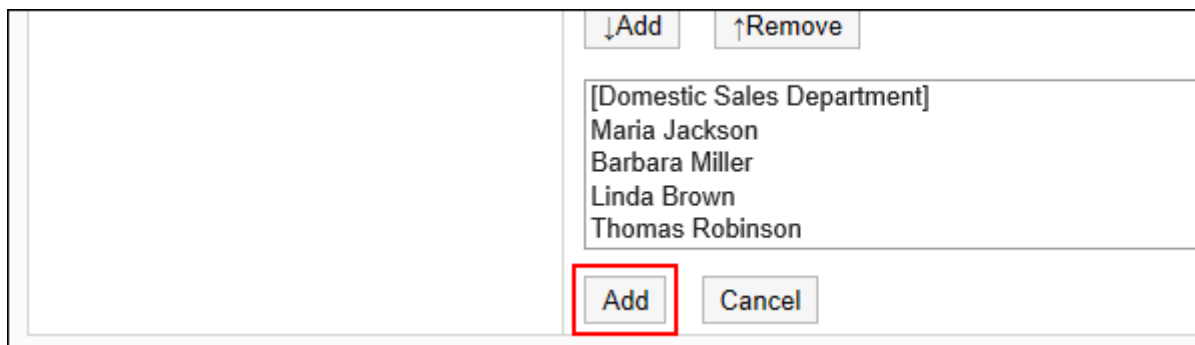 ↓Add ↑Remove
[Domestic Sales Department]
Maria Jackson
Barbara Miller
Linda Brown
Thomas Robinson
Add Cancel